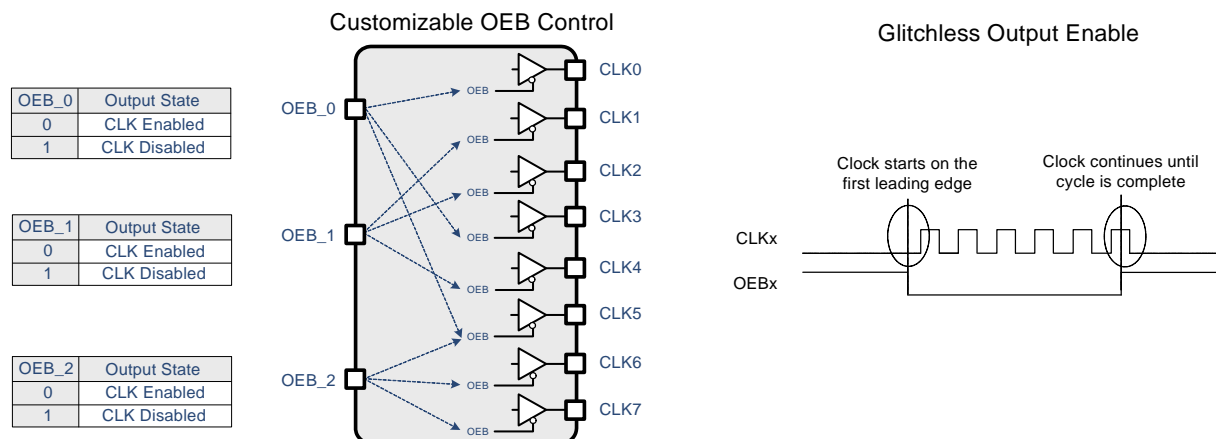 Customizable OEB Control
OEB_0 Output State
0 CLK Enabled
1 CLK Disabled
OEB_1 Output State
0 CLK Enabled
1 CLK Disabled
OEB_2 Output State
0 CLK Enabled
1 CLK Disabled
OEB_0
OEB_1
OEB_2
OEB
OEB
OEB
OEB
OEB
OEB
OEB
OEB
CLK0
CLK1
CLK2
CLK3
CLK4
CLK5
CLK6
CLK7
Glitchless Output Enable
Clock starts on the
first leading edge
Clock continues until
cycle is complete
CLKx
OEBx